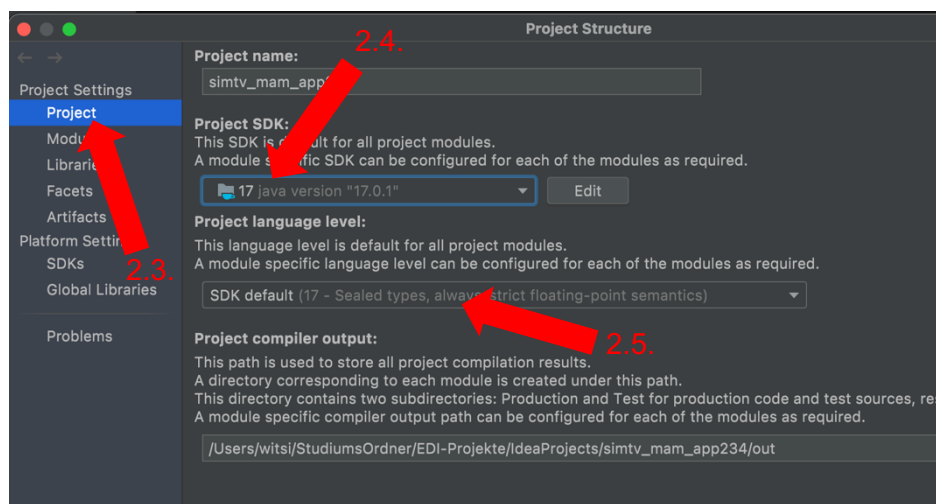 Project Structure
2.4.
Project name:
simtv_mam_app
Project Settings
Project
Project SDK:
This SDK is default for all project modules.
Modu
A module specific SDK can be configured for each of the modules as required.
Librarie
Facets
17 java version "17.0.1"
Edit
Artifacts
Project language level:
Platform Settin
This language level is default for all project modules.
SDKs
2.3.
A module specific language level can be configured for each of the modules as required.
Global Libraries
SDK default (17 - Sealed types, always-strict floating-point semantics)
Problems
Project compiler output:
2.5.
This path is used to store all project compilation results.
A directory corresponding to each module is created under this path.
This directory contains two subdirectories: Production and Test for production code and test sources, res
A module specific compiler output path can be configured for each of the modules as required.
/Users/witsi/StudiumsOrdner/EDI-Projekte/IdeaProjects/simtv_mam_app234/out